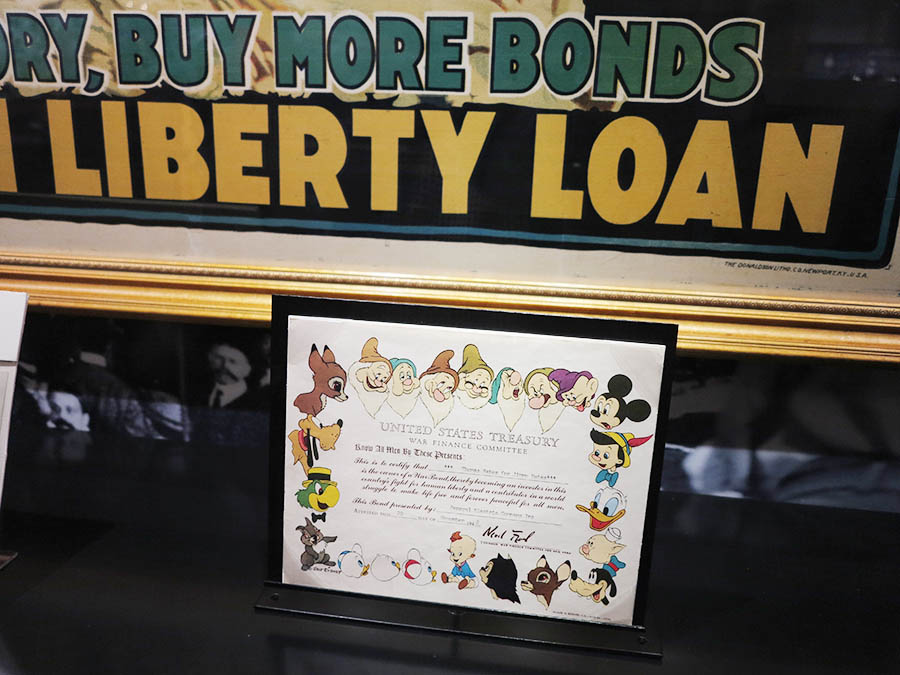 ORY, BUY MORE BONDS
LIBERTY LOAN
THE DONALDSON LITHO. CO. NEWPORT, KY. U.S.A.
UNITED STATES TREASURY
WAR FINANCE COMMITTEE
Know All Men By These Presents:
This is to certify that *** Thomas
is the owner of a War Bond, thereby becoming an investor in this
country's fight for human liberty and a contributor in a world
struggle to make life free and forever peaceful for all men.
This Bond presented by:
Walt Disney